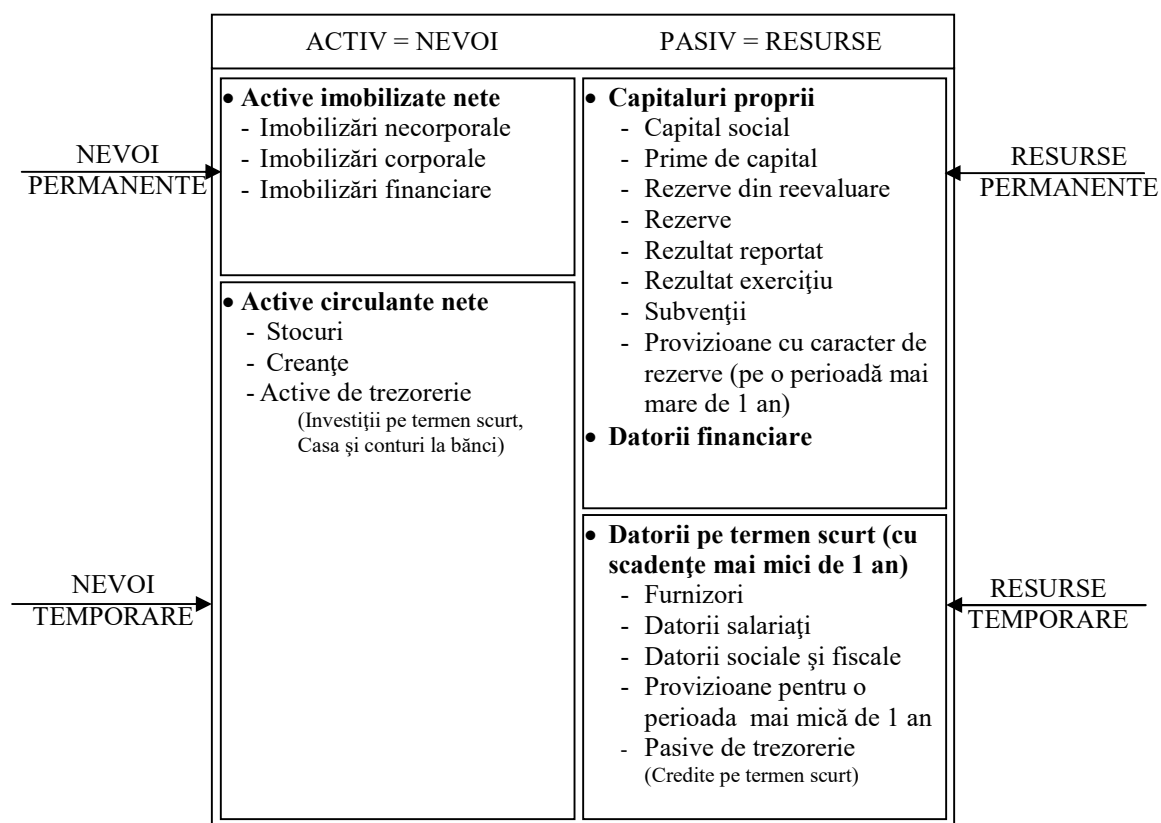 ACTIV = NEVOI
PASIV = RESURSE
NEVOI
PERMANENTE
• Active imobilizate nete
- Imobilizări necorporale
- Imobilizări corporale
- Imobilizări financiare
• Active circulante nete
- Stocuri
- Creanţe
- Active de trezorerie
(Investiţii pe termen scurt,
Casa şi conturi la bănci)
NEVOI
TEMPORARE
• Capitaluri proprii
- Capital social
- Prime de capital
- Rezerve din reevaluare
- Rezerve
- Rezultat reportat
- Rezultat exerciţiu
- Subvenţii
- Provizioane cu caracter de
rezerve (pe o perioadă mai
mare de 1 an)
• Datorii financiare
RESURSE
PERMANENTE
• Datorii pe termen scurt (cu
scadenţe mai mici de 1 an)
- Furnizori
- Datorii salariaţi
- Datorii sociale şi fiscale
- Provizioane pentru o
perioada mai mică de 1 an
- Pasive de trezorerie
(Credite pe termen scurt)
RESURSE
TEMPORARE